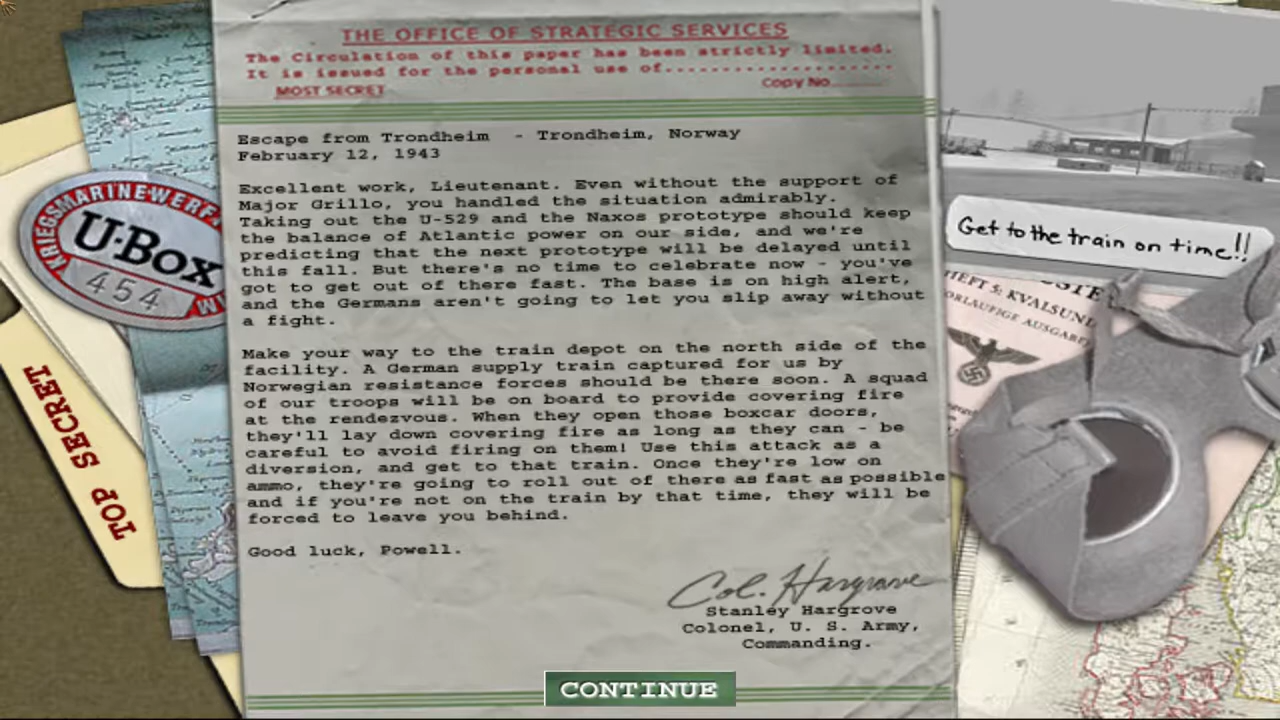 THE OFFICE OF STRATEGIC SERVICES
The Circulation of this paper has been strictly limited.
It is issued for the personal use of....................
MOST SECRET
Copy No.........
Escape from Trondheim - Trondheim, Norway
February 12, 1943
Excellent work, Lieutenant. Even without the support of
Major Grillo, you handled the situation admirably.
Taking out the U-529 and the Naxos prototype should keep
the balance of Atlantic power on our side, and we're
predicting that the next prototype will be delayed until
this fall. But there's no time to celebrate now - you've
got to get out of there fast. The base is on high alert,
and the Germans aren't going to let you slip away without
a fight.
Make your way to the train depot on the north side of the
facility. A German supply train captured for us by
Norwegian resistance forces should be there soon. A squad
of our troops will be on board to provide covering fire
at the rendezvous. When they open those boxcar doors,
they'll lay down covering fire as long as they can - be
careful to avoid firing on them! Use this attack as a
diversion, and get to that train. Once they're low on
ammo, they're going to roll out of there as fast as possible
and if you're not on the train by that time, they will be
forced to leave you behind.
Good luck, Powell.
Col. Hargrove
Stanley Hargrove
Colonel, U. S. Army,
Commanding.
CONTINUE
KRIEGSMARINEWERF
U-Box
454
TOP SECRET
Get to the train on time!!
HEFT 5: KVALSUND
VORLAUFIGE AUSGABE